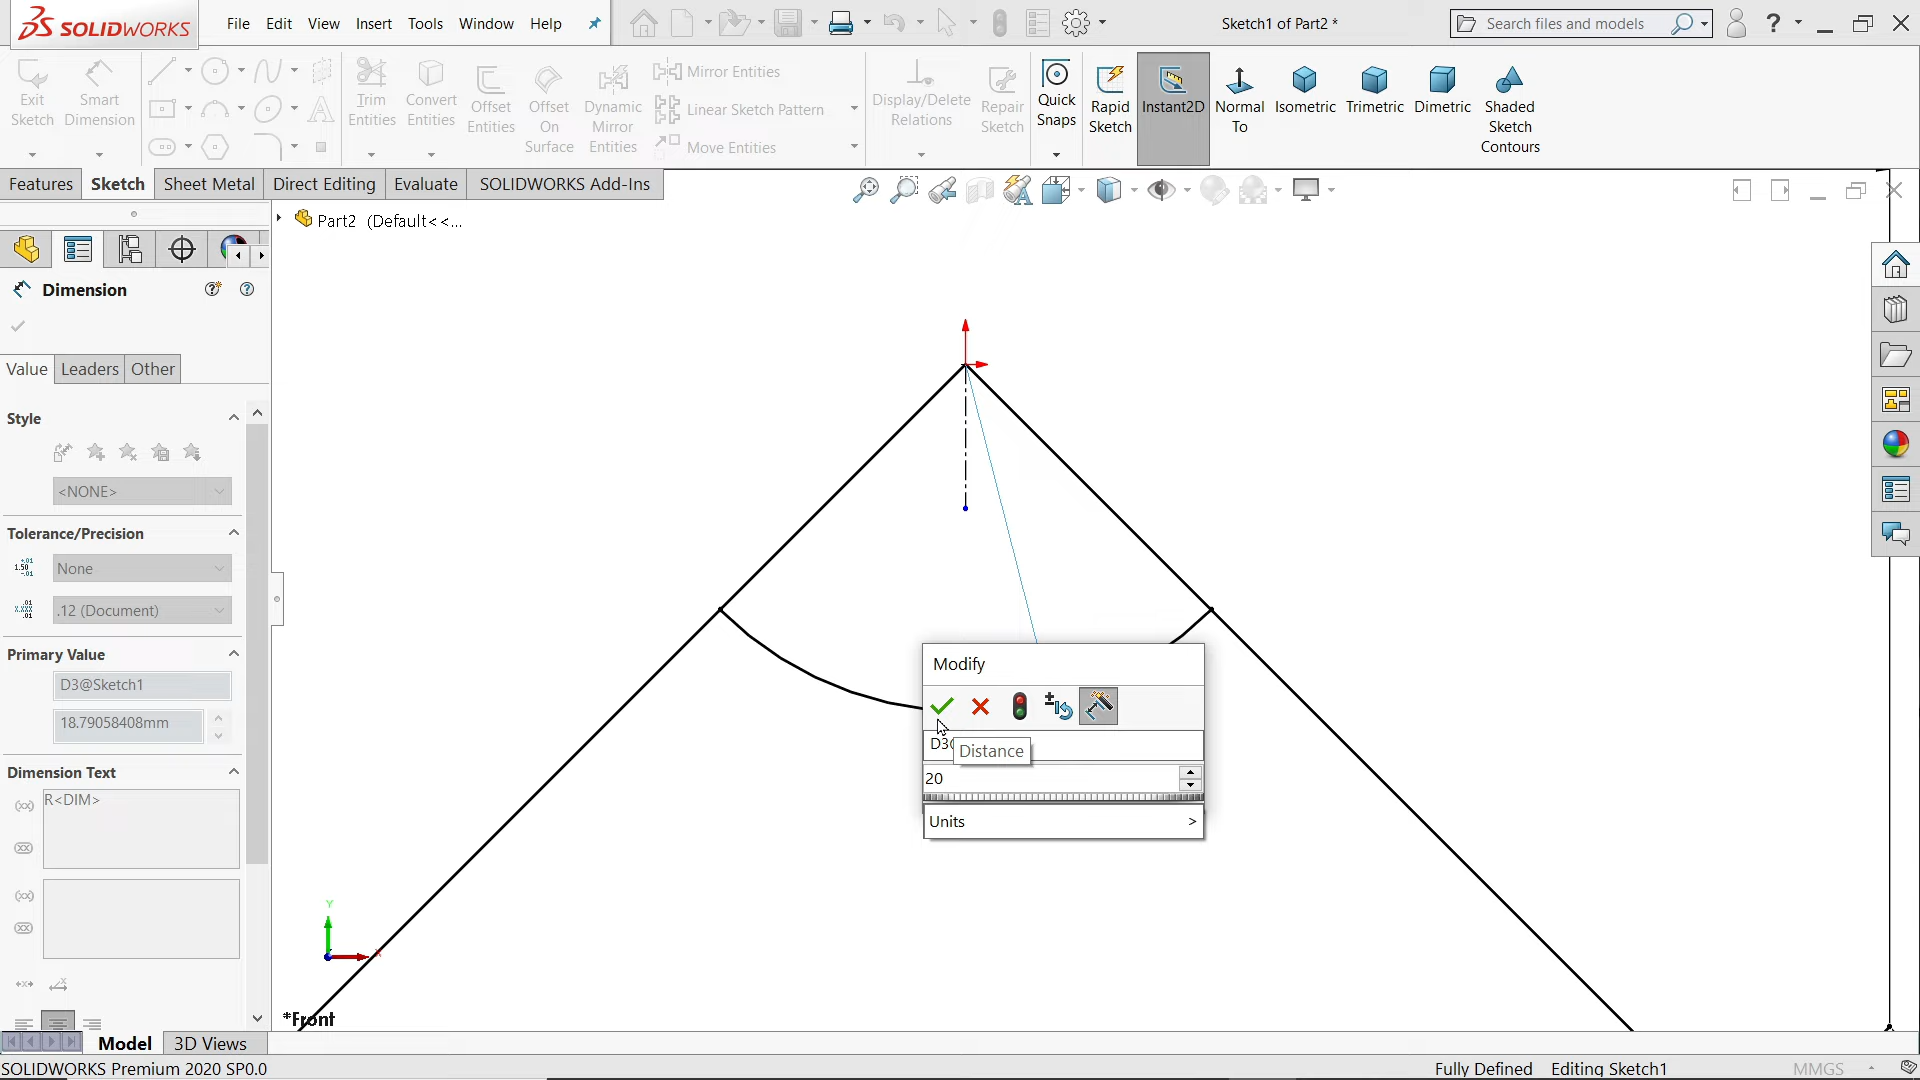 SOLIDWORKS
File Edit View Insert Tools Window Help
Sketch1 of Part2 *
Search files and models
?
Exit Sketch
Smart Dimension
Trim Entities
Convert Entities
Offset Entities
Offset On Surface
Dynamic Mirror Entities
Mirror Entities
Linear Sketch Pattern
Move Entities
Display/Delete Relations
Repair Sketch
Quick Snaps
Rapid Sketch
Instant2D
Normal To
Isometric
Trimetric
Dimetric
Shaded Sketch Contours
Features Sketch Sheet Metal Direct Editing Evaluate SOLIDWORKS Add-Ins
Part2 (Default<<...
Dimension
Value Leaders Other
Style
<NONE>
Tolerance/Precision
None
.12 (Document)
Primary Value
D3@Sketch1
18.79058408mm
Dimension Text
R<DIM>
Modify
D3
Distance
20
Units >
Y
X
*Front
Model 3D Views
SOLIDWORKS Premium 2020 SP0.0
Fully Defined Editing Sketch1 MMGS